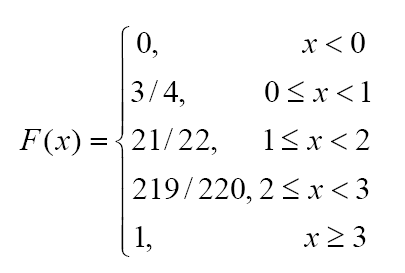 0, x < 0
3 / 4, 0 ≤ x < 1
F(x) = 21 / 22, 1 ≤ x < 2
219 / 220, 2 ≤ x < 3
1, x ≥ 3